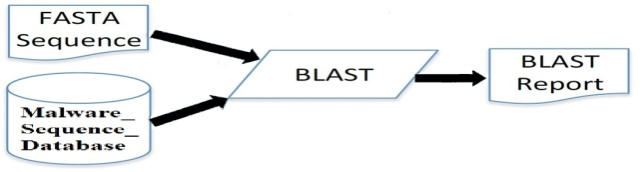 FASTA
Sequence
Malware_
Sequence_
Database
BLAST
BLAST
Report